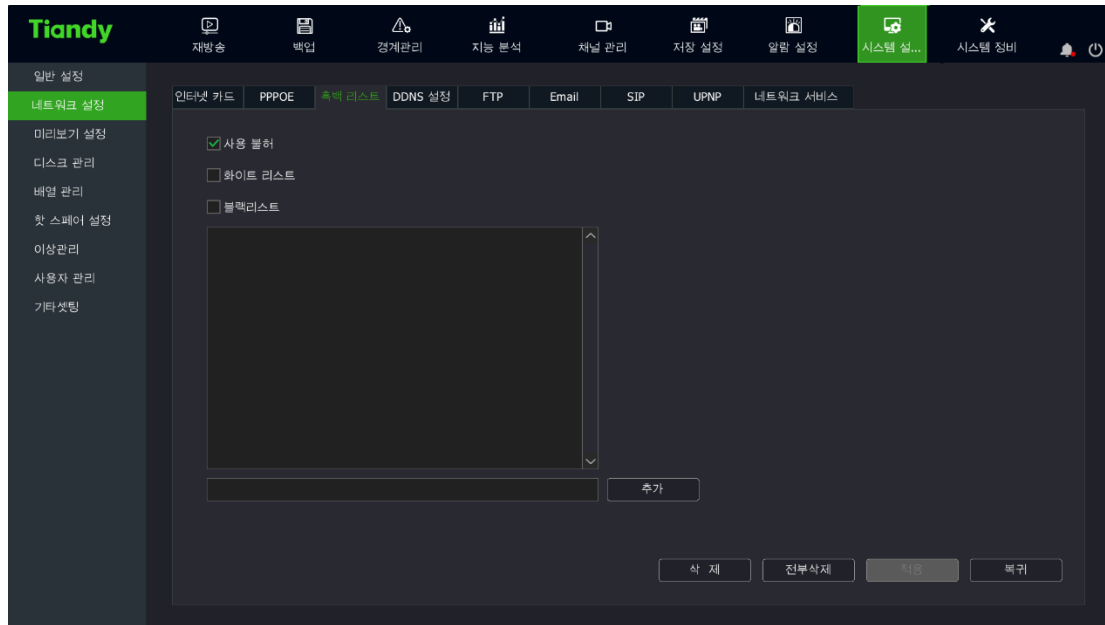 Tiandy
재방송 백업 경계관리 지능 분석 채널 관리 저장 설정 알람 설정 시스템 설... 시스템 정비
일반 설정
네트워크 설정
미리보기 설정
디스크 관리
배열 관리
핫 스페어 설정
이상관리
사용자 관리
기타셋팅
인터넷 카드 PPPOE 흑백 리스트 DDNS 설정 FTP Email SIP UPNP 네트워크 서비스
사용 불허
화이트 리스트
블랙리스트
추가
삭 제 전부삭제 적용 복귀